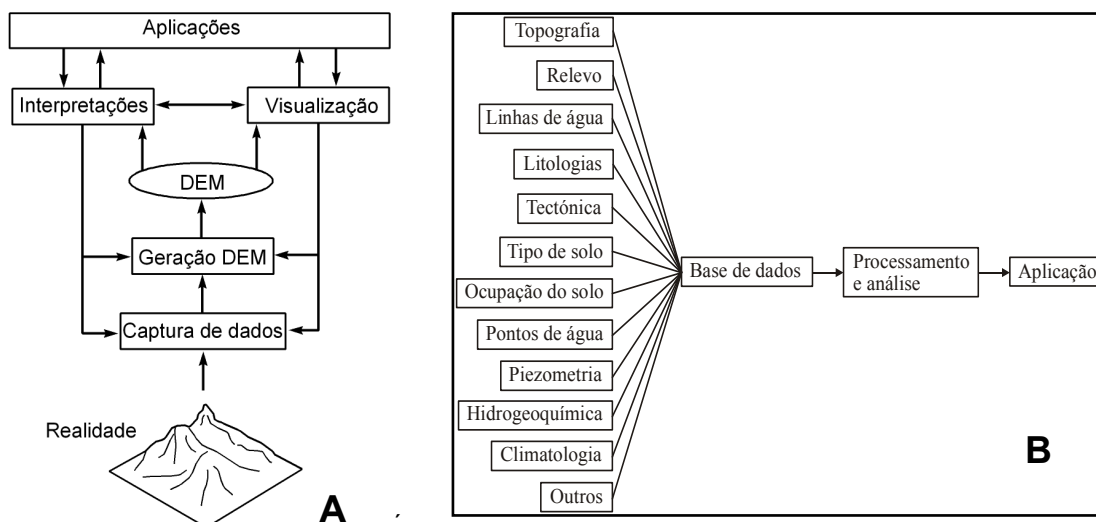 Aplicações
Interpretações
Visualização
DEM
Geração DEM
Captura de dados
Realidade
A
Topografia
Relevo
Linhas de água
Litologias
Tectónica
Tipo de solo
Ocupação do solo
Pontos de água
Piezometria
Hidrogeoquímica
Climatologia
Outros
Base de dados
Processamento
e análise
Aplicação
B